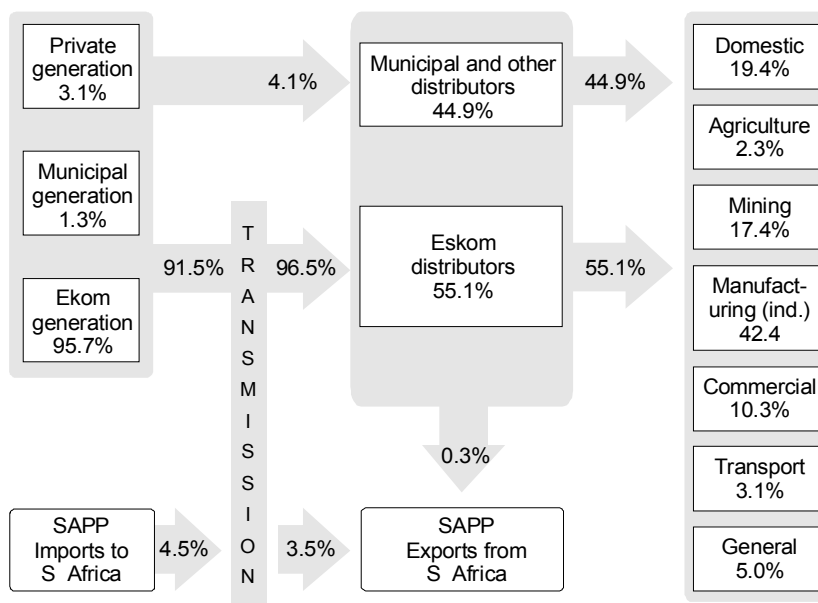 Private
generation
3.1%
4.1%
Municipal and other
distributors
44.9%
44.9%
Domestic
19.4%
Agriculture
2.3%
Municipal
generation
1.3%
Mining
17.4%
Ekom
generation
95.7%
91.5%
TRANSMISSION
96.5%
Eskom
distributors
55.1%
55.1%
Manufact-
uring (ind.)
42.4
Commercial
10.3%
0.3%
Transport
3.1%
SAPP
Imports to
S Africa
4.5%
3.5%
SAPP
Exports from
S Africa
General
5.0%